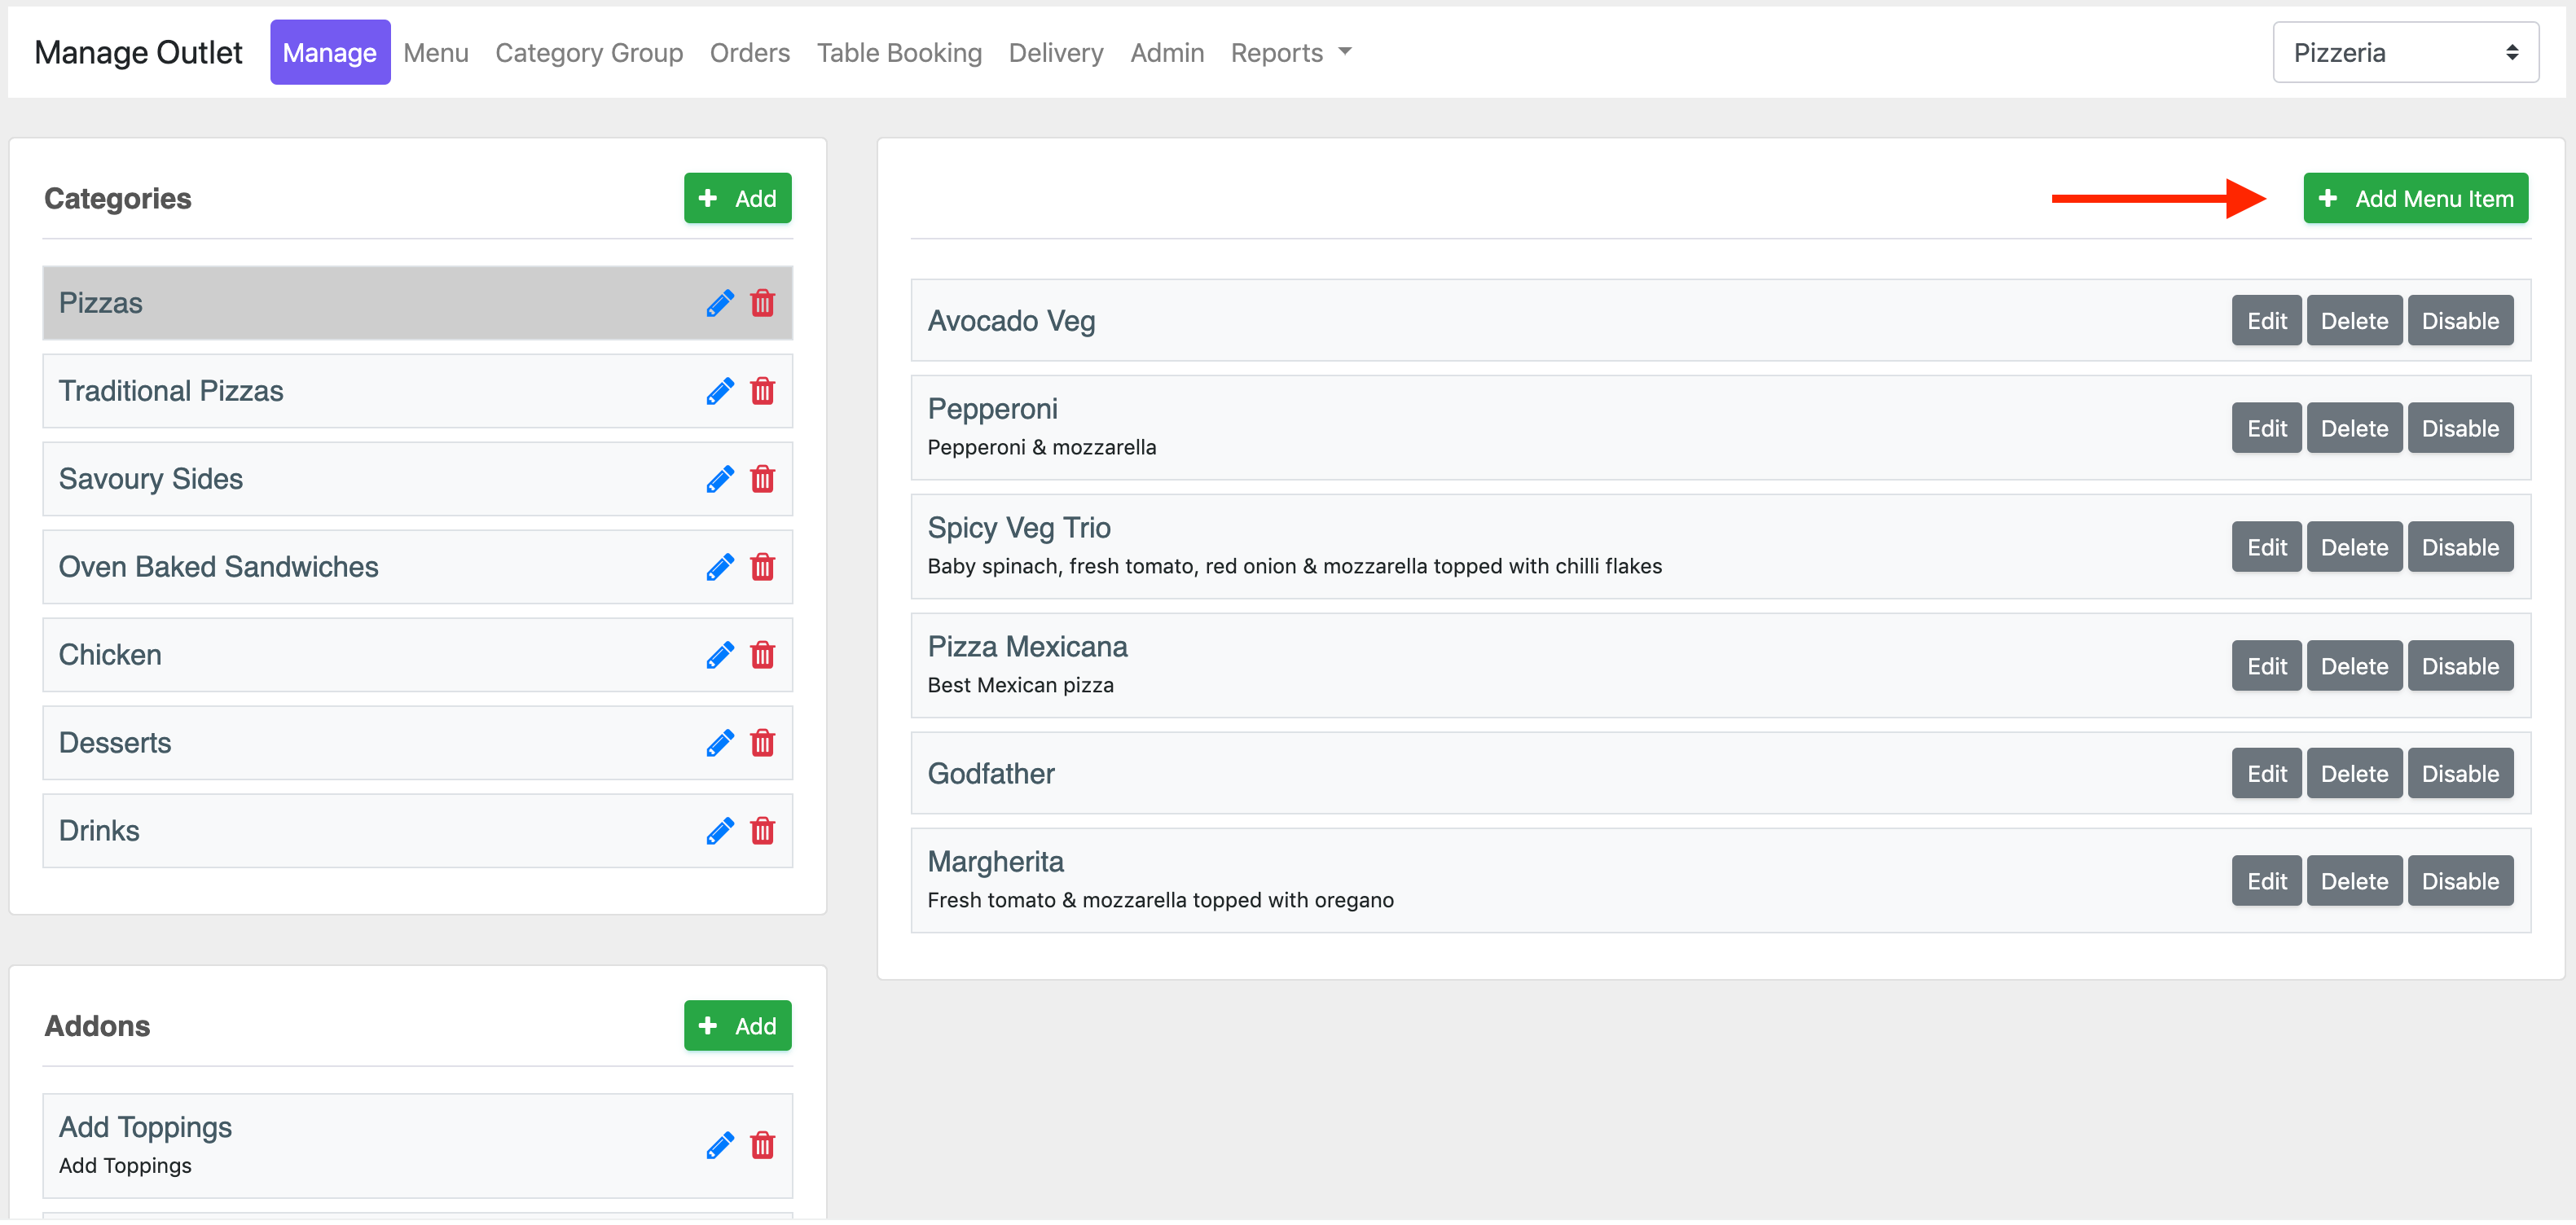 Manage Outlet Manage Menu Category Group Orders Table Booking Delivery Admin Reports Pizzeria
Categories Add
Pizzas
Traditional Pizzas
Savoury Sides
Oven Baked Sandwiches
Chicken
Desserts
Drinks
Addons Add
Add Toppings
Add Toppings
Add Menu Item
Avocado Veg Edit Delete Disable
Pepperoni
Pepperoni & mozzarella
Edit Delete Disable
Spicy Veg Trio
Baby spinach, fresh tomato, red onion & mozzarella topped with chilli flakes
Edit Delete Disable
Pizza Mexicana
Best Mexican pizza
Edit Delete Disable
Godfather Edit Delete Disable
Margherita
Fresh tomato & mozzarella topped with oregano
Edit Delete Disable